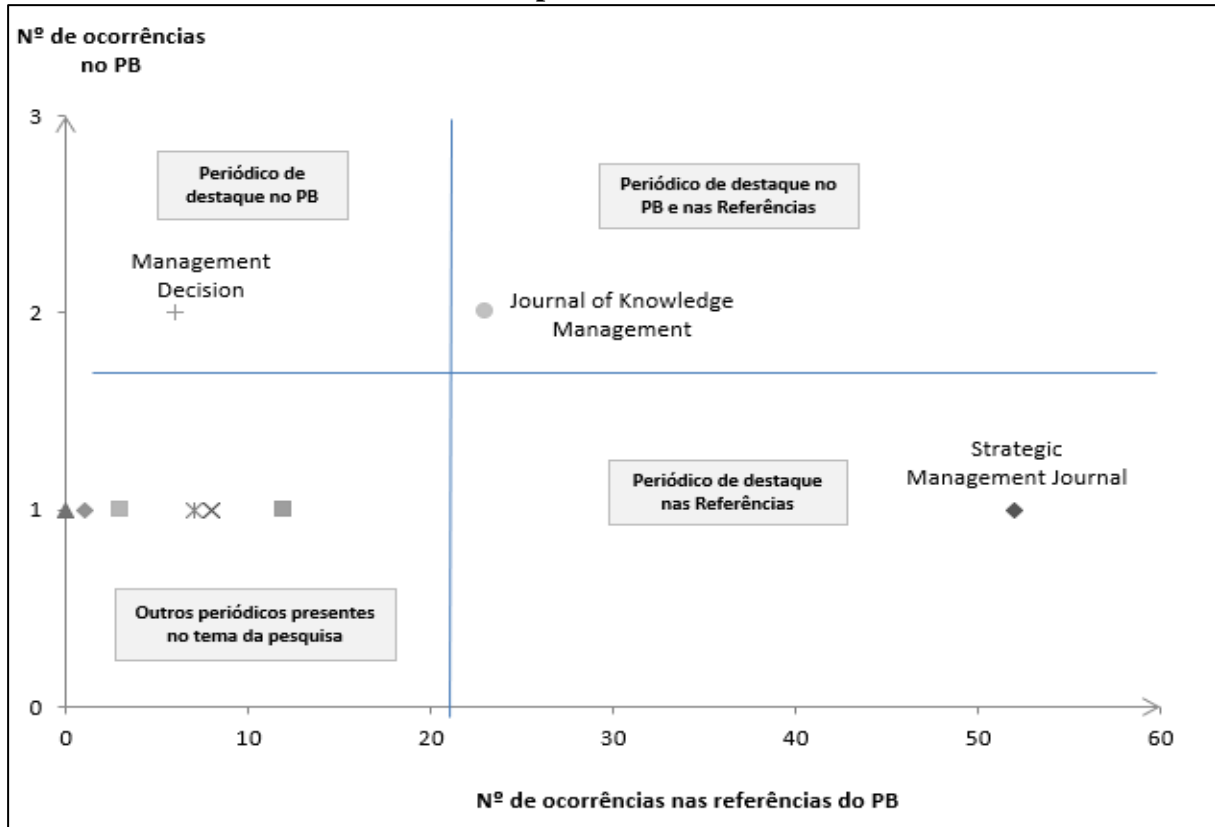 Nº de ocorrências
no PB
3
Periódico de
destaque no PB
Periódico de destaque no
PB e nas Referências
Management
Decision
2
Journal of Knowledge
Management
Strategic
Management Journal
Periódico de destaque
nas Referências
1
Outros periódicos presentes
no tema da pesquisa
0
0
10
20
30
40
50
60
Nº de ocorrências nas referências do PB